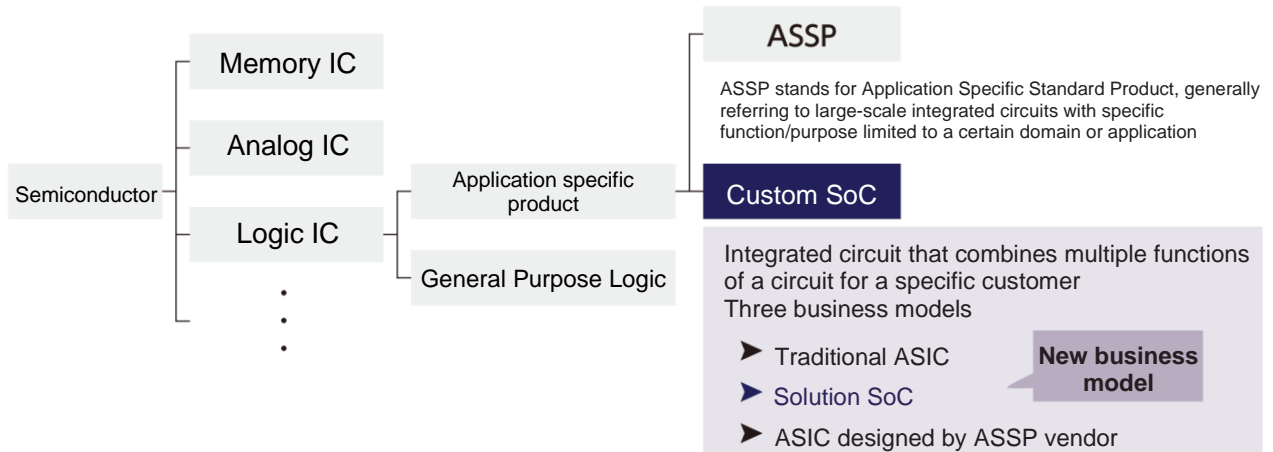 Semiconductor
Memory IC
Analog IC
Logic IC
Application specific
product
General Purpose Logic
ASSP
ASSP stands for Application Specific Standard Product, generally
referring to large-scale integrated circuits with specific
function/purpose limited to a certain domain or application
Custom SoC
Integrated circuit that combines multiple functions
of a circuit for a specific customer
Three business models
Traditional ASIC
Solution SoC
ASIC designed by ASSP vendor
New business
model